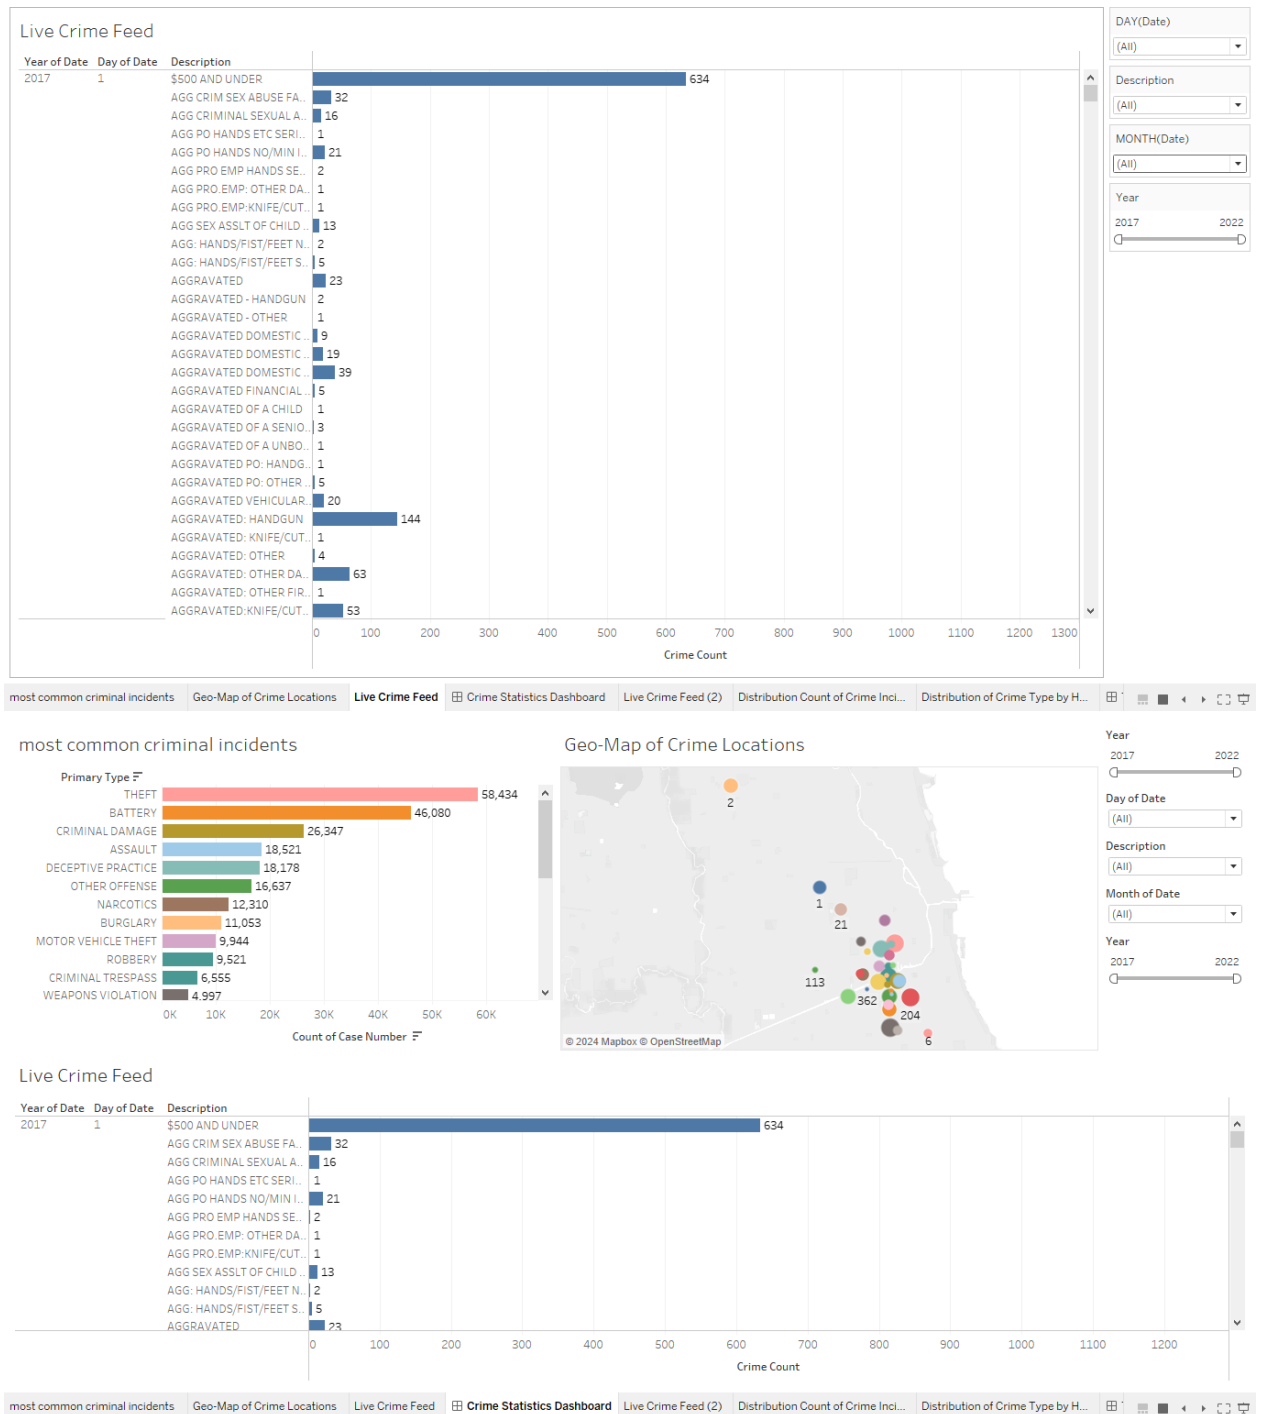 Live Crime Feed
Year of Date Day of Date Description
2017 1 $500 AND UNDER 634
AGG CRIM SEX ABUSE FA.. 32
AGG CRIMINAL SEXUAL A.. 16
AGG PO HANDS ETC SERI.. 1
AGG PO HANDS NO/MIN I.. 21
AGG PRO EMP HANDS SE.. 2
AGG PRO.EMP: OTHER DA.. 1
AGG PRO.EMP:KNIFE/CUT.. 1
AGG SEX ASSLT OF CHILD .. 13
AGG: HANDS/FIST/FEET N.. 2
AGG: HANDS/FIST/FEET S.. 5
AGGRAVATED 23
AGGRAVATED - HANDGUN 2
AGGRAVATED - OTHER 1
AGGRAVATED DOMESTIC .. 9
AGGRAVATED DOMESTIC .. 19
AGGRAVATED DOMESTIC .. 39
AGGRAVATED FINANCIAL .. 5
AGGRAVATED OF A CHILD 1
AGGRAVATED OF A SENIO.. 3
AGGRAVATED OF A UNBO.. 1
AGGRAVATED PO: HANDG.. 1
AGGRAVATED PO: OTHER .. 5
AGGRAVATED VEHICULAR.. 20
AGGRAVATED: HANDGUN 144
AGGRAVATED: KNIFE/CUT.. 1
AGGRAVATED: OTHER 4
AGGRAVATED: OTHER DA.. 63
AGGRAVATED: OTHER FIR.. 1
AGGRAVATED:KNIFE/CUT.. 53
0 100 200 300 400 500 600 700 800 900 1000 1100 1200 1300
Crime Count
DAY(Date)
(All)
Description
(All)
MONTH(Date)
(All)
Year
2017 2022
most common criminal incidents Geo-Map of Crime Locations Live Crime Feed Crime Statistics Dashboard Live Crime Feed (2) Distribution Count of Crime Inci... Distribution of Crime Type by H...
most common criminal incidents
Primary Type
THEFT 58,434
BATTERY 46,080
CRIMINAL DAMAGE 26,347
ASSAULT 18,521
DECEPTIVE PRACTICE 18,178
OTHER OFFENSE 16,637
NARCOTICS 12,310
BURGLARY 11,053
MOTOR VEHICLE THEFT 9,944
ROBBERY 9,521
CRIMINAL TRESPASS 6,555
WEAPONS VIOLATION 4,997
0K 10K 20K 30K 40K 50K 60K
Count of Case Number
Geo-Map of Crime Locations
2
1
21
113
362
204
6
© 2024 Mapbox © OpenStreetMap
Year
2017 2022
Day of Date
(All)
Description
(All)
Month of Date
(All)
Year
2017 2022
Live Crime Feed
Year of Date Day of Date Description
2017 1 $500 AND UNDER 634
AGG CRIM SEX ABUSE FA.. 32
AGG CRIMINAL SEXUAL A.. 16
AGG PO HANDS ETC SERI.. 1
AGG PO HANDS NO/MIN I.. 21
AGG PRO EMP HANDS SE.. 2
AGG PRO.EMP: OTHER DA.. 1
AGG PRO.EMP:KNIFE/CUT.. 1
AGG SEX ASSLT OF CHILD .. 13
AGG: HANDS/FIST/FEET N.. 2
AGG: HANDS/FIST/FEET S.. 5
AGGRAVATED 23
0 100 200 300 400 500 600 700 800 900 1000 1100 1200
Crime Count
most common criminal incidents Geo-Map of Crime Locations Live Crime Feed Crime Statistics Dashboard Live Crime Feed (2) Distribution Count of Crime Inci... Distribution of Crime Type by H...